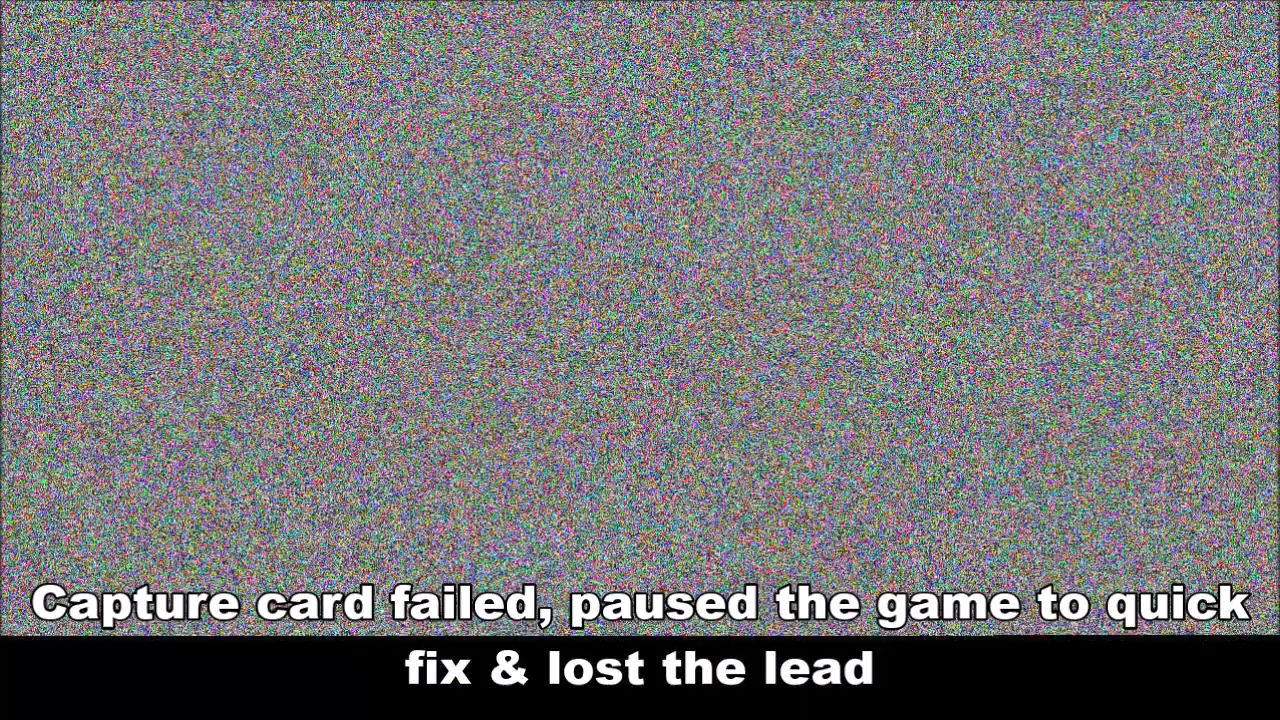 Capture card failed, paused the game to quick
fix & lost the lead